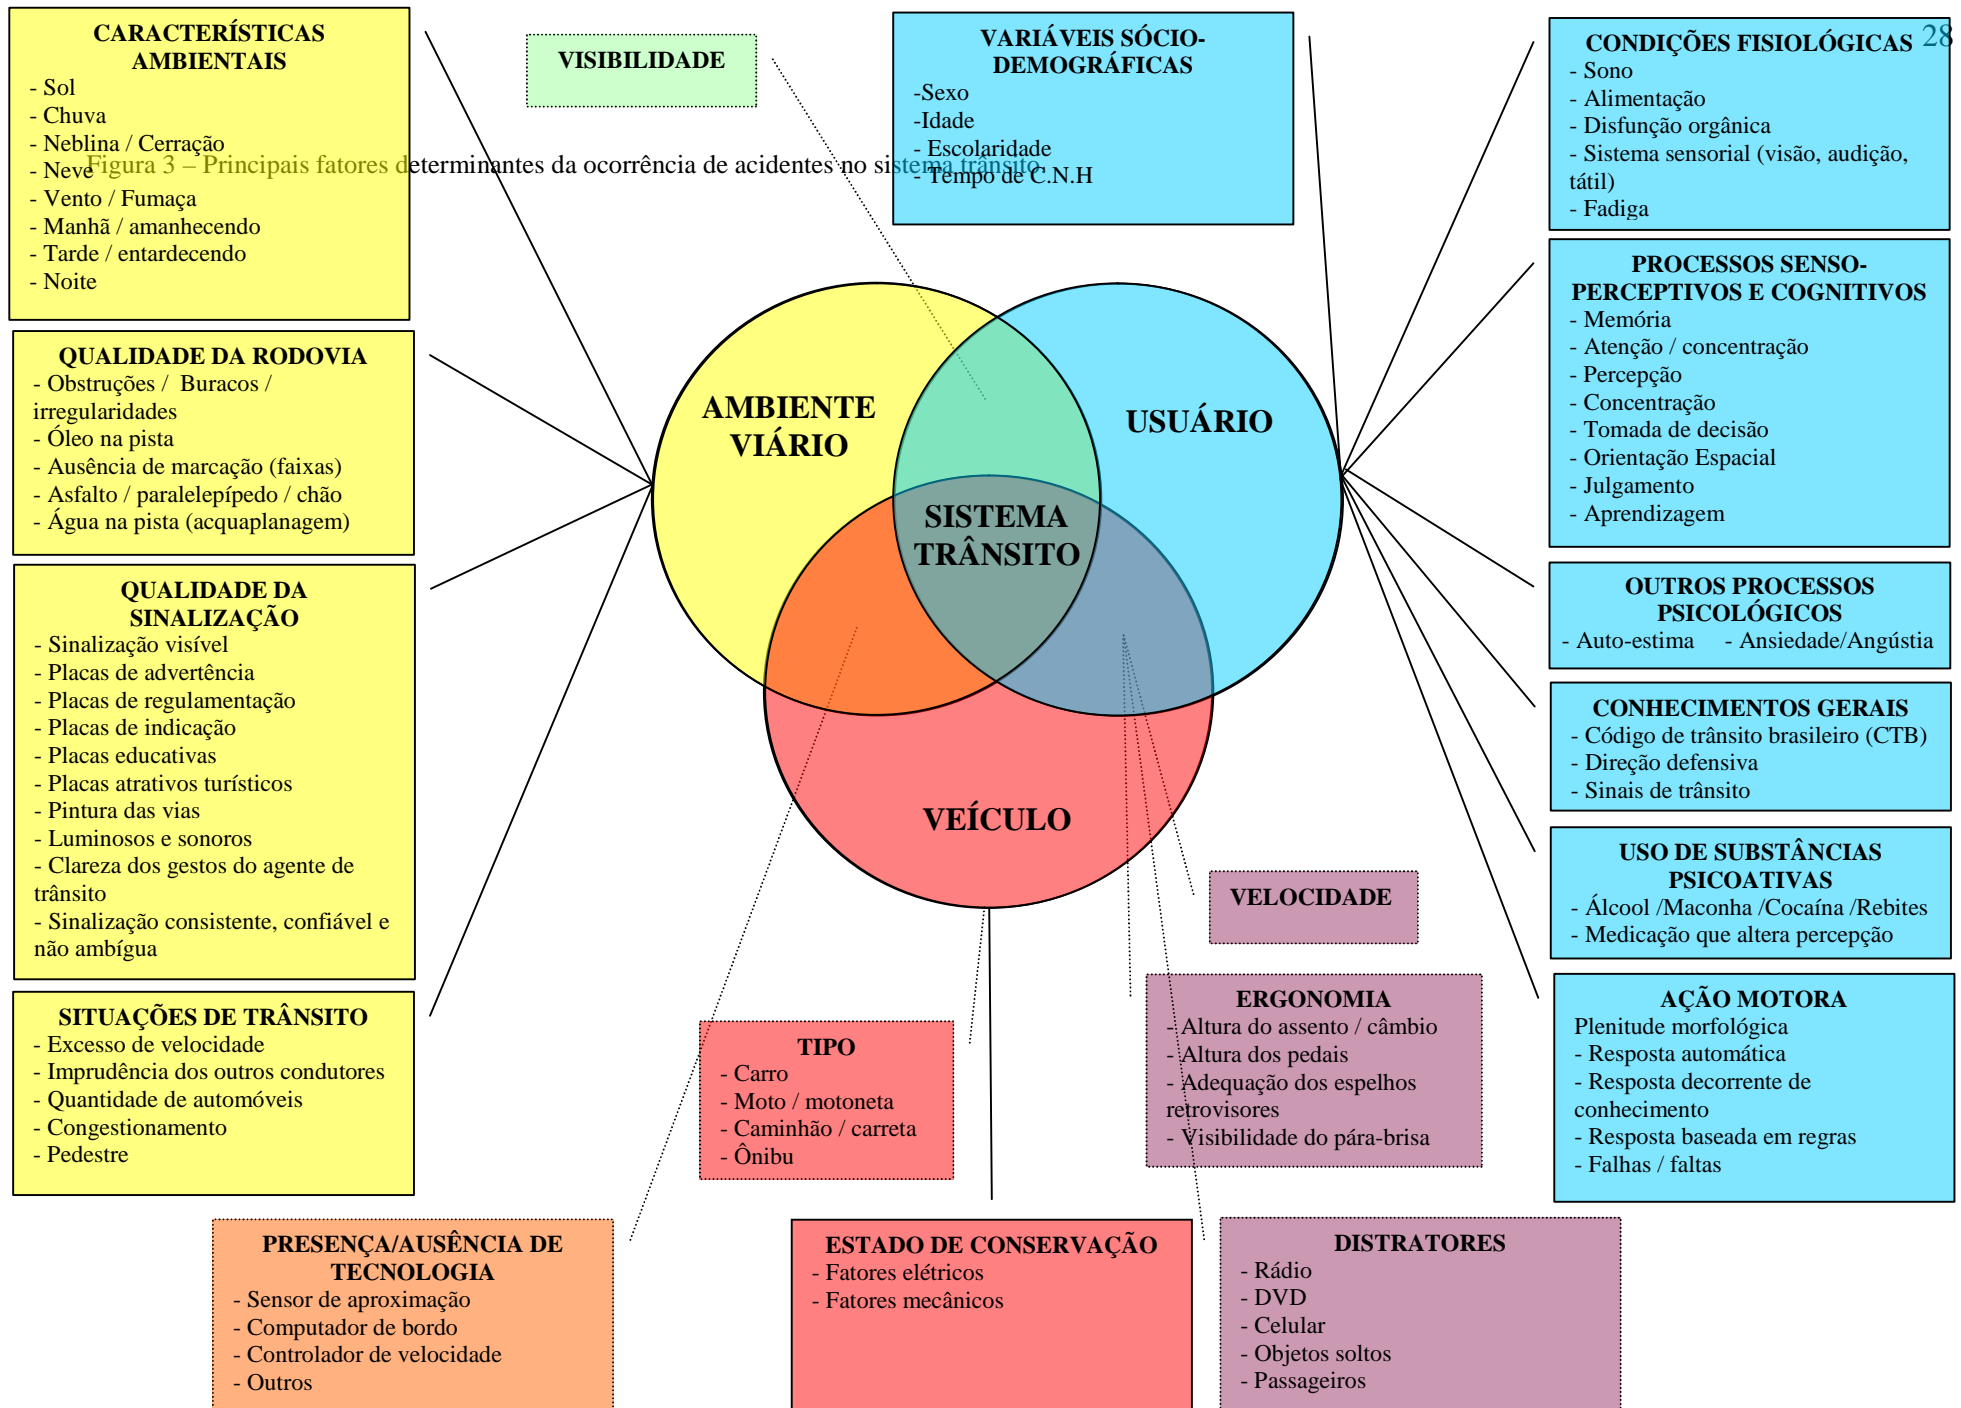 28
CARACTERÍSTICAS
AMBIENTAIS
- Sol
- Chuva
- Neblina / Cerração
- Neve
- Vento / Fumaça
- Manhã / amanhecendo
- Tarde / entardecendo
- Noite
VISIBILIDADE
VARIÁVEIS SÓCIO-
DEMOGRÁFICAS
-Sexo
-Idade
- Escolaridade
- Tempo de C.N.H
Figura 3 – Principais fatores determinantes da ocorrência de acidentes no sistema trânsito.
CONDIÇÕES FISIOLÓGICAS
- Sono
- Alimentação
- Disfunção orgânica
- Sistema sensorial (visão, audição,
tátil)
- Fadiga
QUALIDADE DA RODOVIA
- Obstruções / Buracos /
irregularidades
- Óleo na pista
- Ausência de marcação (faixas)
- Asfalto / paralelepípedo / chão
- Água na pista (acquaplanagem)
AMBIENTE
VIÁRIO
USUÁRIO
SISTEMA
TRÂNSITO
VEÍCULO
PROCESSOS SENSO-
PERCEPTIVOS E COGNITIVOS
- Memória
- Atenção / concentração
- Percepção
- Concentração
- Tomada de decisão
- Orientação Espacial
- Julgamento
- Aprendizagem
QUALIDADE DA
SINALIZAÇÃO
- Sinalização visível
- Placas de advertência
- Placas de regulamentação
- Placas de indicação
- Placas educativas
- Placas atrativos turísticos
- Pintura das vias
- Luminosos e sonoros
- Clareza dos gestos do agente de
trânsito
- Sinalização consistente, confiável e
não ambígua
OUTROS PROCESSOS
PSICOLÓGICOS
- Auto-estima - Ansiedade/Angústia
CONHECIMENTOS GERAIS
- Código de trânsito brasileiro (CTB)
- Direção defensiva
- Sinais de trânsito
USO DE SUBSTÂNCIAS
PSICOATIVAS
- Álcool /Maconha /Cocaína /Rebites
- Medicação que altera percepção
VELOCIDADE
SITUAÇÕES DE TRÂNSITO
- Excesso de velocidade
- Imprudência dos outros condutores
- Quantidade de automóveis
- Congestionamento
- Pedestre
TIPO
- Carro
- Moto / motoneta
- Caminhão / carreta
- Ônibu
ERGONOMIA
- Altura do assento / câmbio
- Altura dos pedais
- Adequação dos espelhos
retrovisores
- Visibilidade do pára-brisa
AÇÃO MOTORA
Plenitude morfológica
- Resposta automática
- Resposta decorrente de
conhecimento
- Resposta baseada em regras
- Falhas / faltas
PRESENÇA/AUSÊNCIA DE
TECNOLOGIA
- Sensor de aproximação
- Computador de bordo
- Controlador de velocidade
- Outros
ESTADO DE CONSERVAÇÃO
- Fatores elétricos
- Fatores mecânicos
DISTRATORES
- Rádio
- DVD
- Celular
- Objetos soltos
- Passageiros